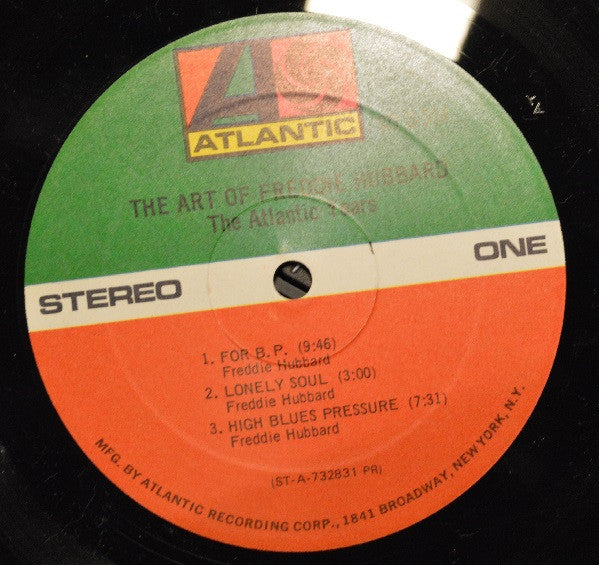 ATLANTIC
THE ART OF FREDDIE HUBBARD
The Atlantic Years
STEREO
ONE
1. FOR B.P. (9:46)
Freddie Hubbard
2. LONELY SOUL (3:00)
Freddie Hubbard
3. HIGH BLUES PRESSURE (7:31)
Freddie Hubbard
(ST-A-732831 PR)
MFG. BY ATLANTIC RECORDING CORP., 1841 BROADWAY, NEW YORK, N.Y.